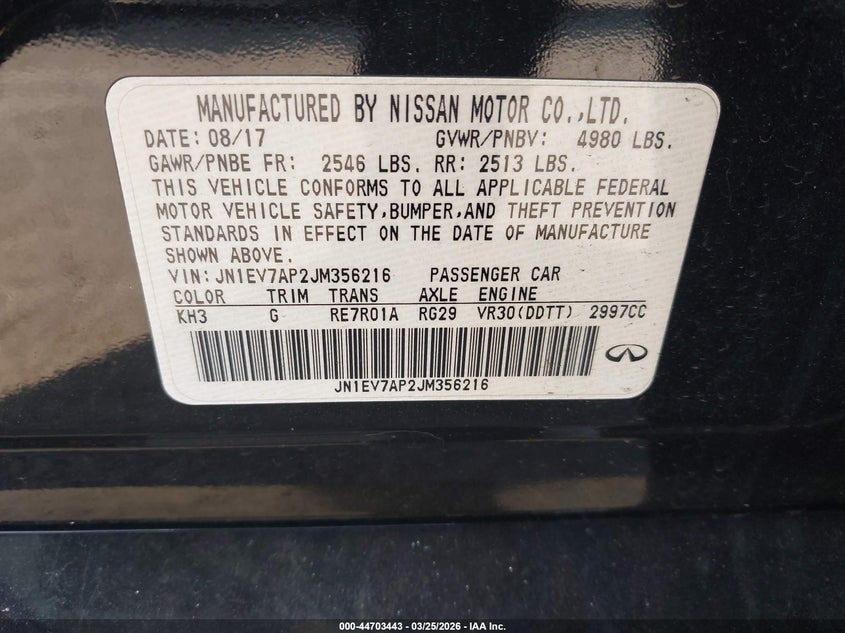 MANUFACTURED BY NISSAN MOTOR CO.,LTD.
DATE: 08/17 GVWR/PNBV: 4980 LBS.
GAWR/PNBE FR: 2546 LBS. RR: 2513 LBS.
THIS VEHICLE CONFORMS TO ALL APPLICABLE FEDERAL
MOTOR VEHICLE SAFETY,BUMPER,AND THEFT PREVENTION
STANDARDS IN EFFECT ON THE DATE OF MANUFACTURE
SHOWN ABOVE.
VIN:JN1EV7AP2JM356216 PASSENGER CAR
COLOR TRIM TRANS AXLE ENGINE
KH3 G RE7R01A RG29 VR30(DDTT) 2997CC
JN1EV7AP2JM356216
000-44703443 - 03/25/2026 - IAA Inc.